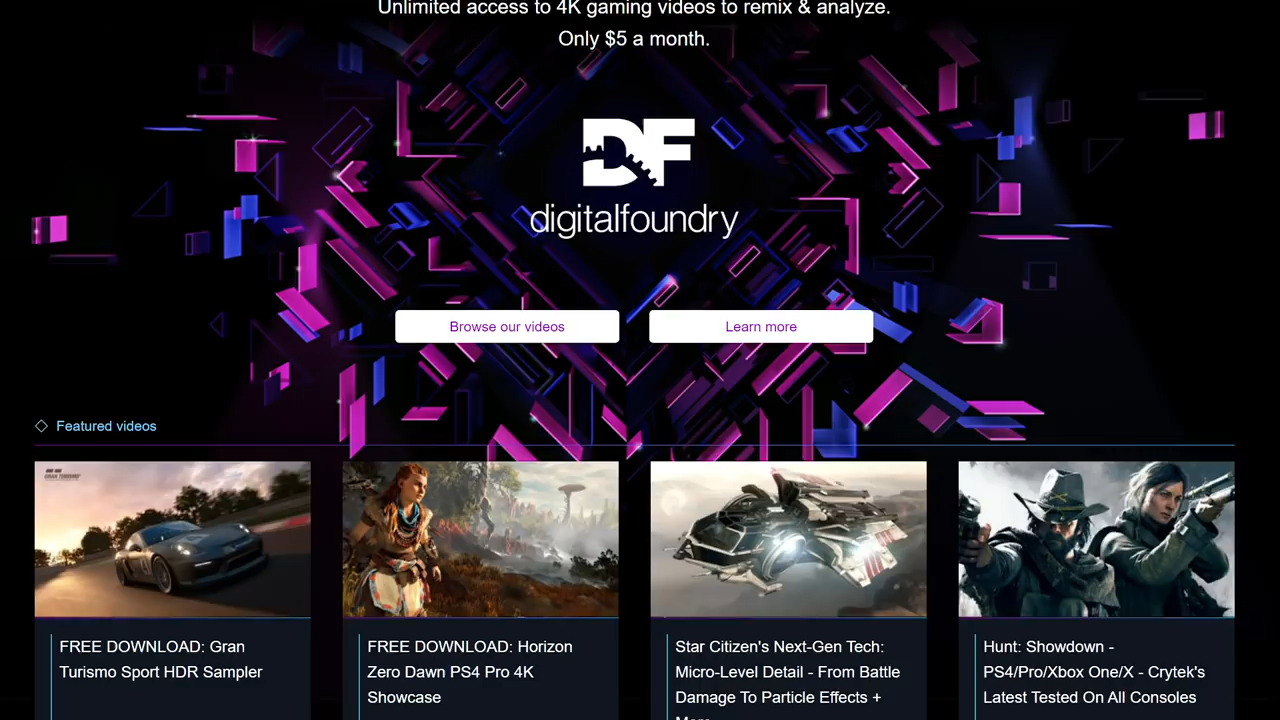 Unlimited access to 4K gaming videos to remix & analyze.
Only $5 a month.
DF
digitalfoundry
Browse our videos
Learn more
Featured videos
GRAN TURISMO
FREE DOWNLOAD: Gran
Turismo Sport HDR Sampler
FREE DOWNLOAD: Horizon
Zero Dawn PS4 Pro 4K
Showcase
Star Citizen's Next-Gen Tech:
Micro-Level Detail - From Battle
Damage To Particle Effects +
More
Hunt: Showdown -
PS4/Pro/Xbox One/X - Crytek's
Latest Tested On All Consoles